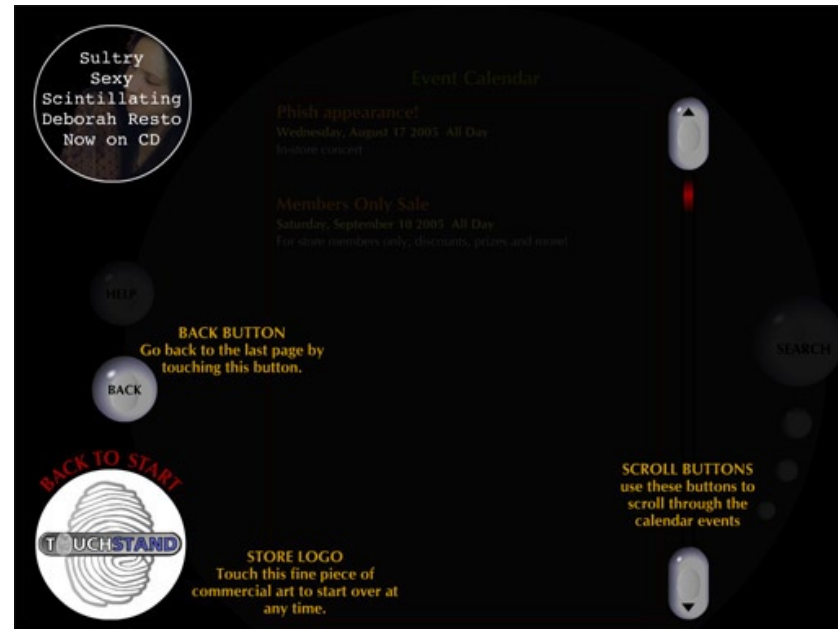 Sultry
Sexy
Scintillating
Deborah Resto
Now on CD
Event Calendar
Phish appearance!
Wednesday, August 17 2005 All Day
In-store concert
Members Only Sale
Saturday, September 10 2005 All Day
For store members only, discounts, prizes and more!
HELP
BACK BUTTON
Go back to the last page by
touching this button.
BACK
SEARCH
BACK TO START
TOUCHSTAND
STORE LOGO
Touch this fine piece of
commercial art to start over at
any time.
SCROLL BUTTONS
use these buttons to
scroll through the
calendar events